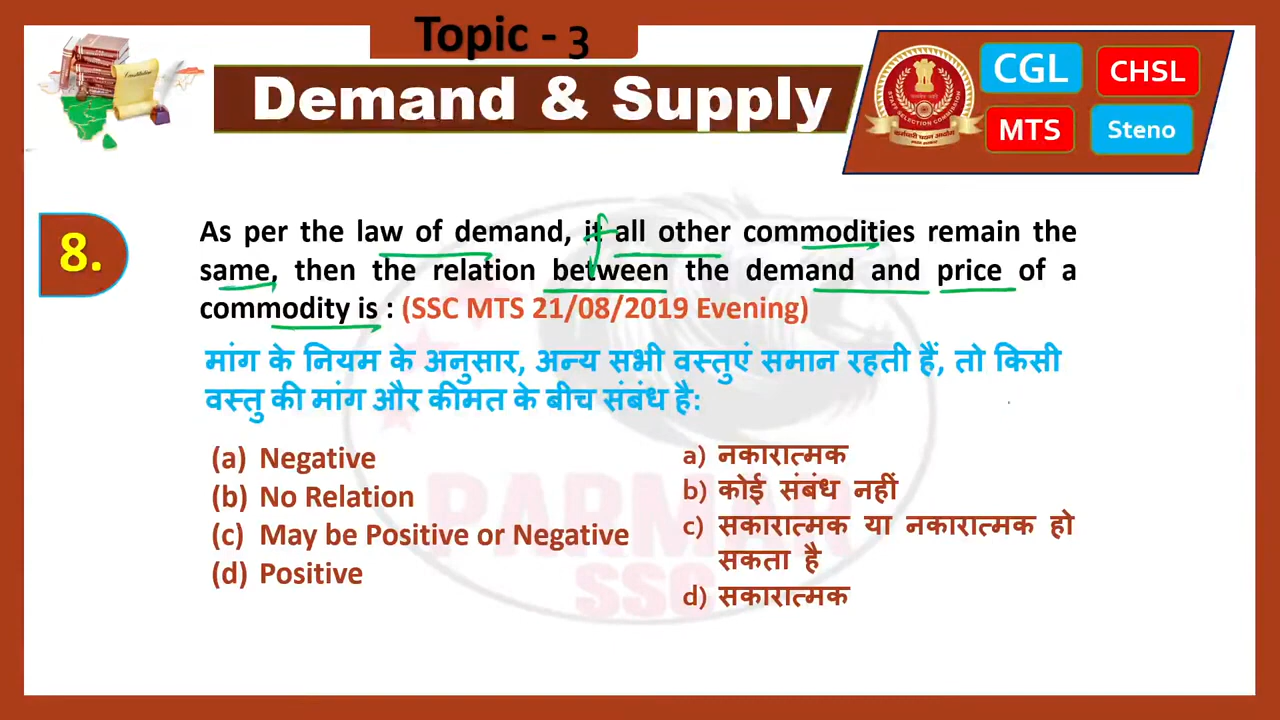 Topic - 3
Demand & Supply
CGL
CHSL
MTS
Steno
8.
As per the law of demand, if all other commodities remain the
same, then the relation between the demand and price of a
commodity is : (SSC MTS 21/08/2019 Evening)
मांग के नियम के अनुसार, अन्य सभी वस्तुएं समान रहती हैं, तो किसी
वस्तु की मांग और कीमत के बीच संबंध है:
(a) Negative
(b) No Relation
(c) May be Positive or Negative
(d) Positive
a) नकारात्मक
b) कोई संबंध नहीं
c) सकारात्मक या नकारात्मक हो
सकता है
d) सकारात्मक
PARMAR
SSC